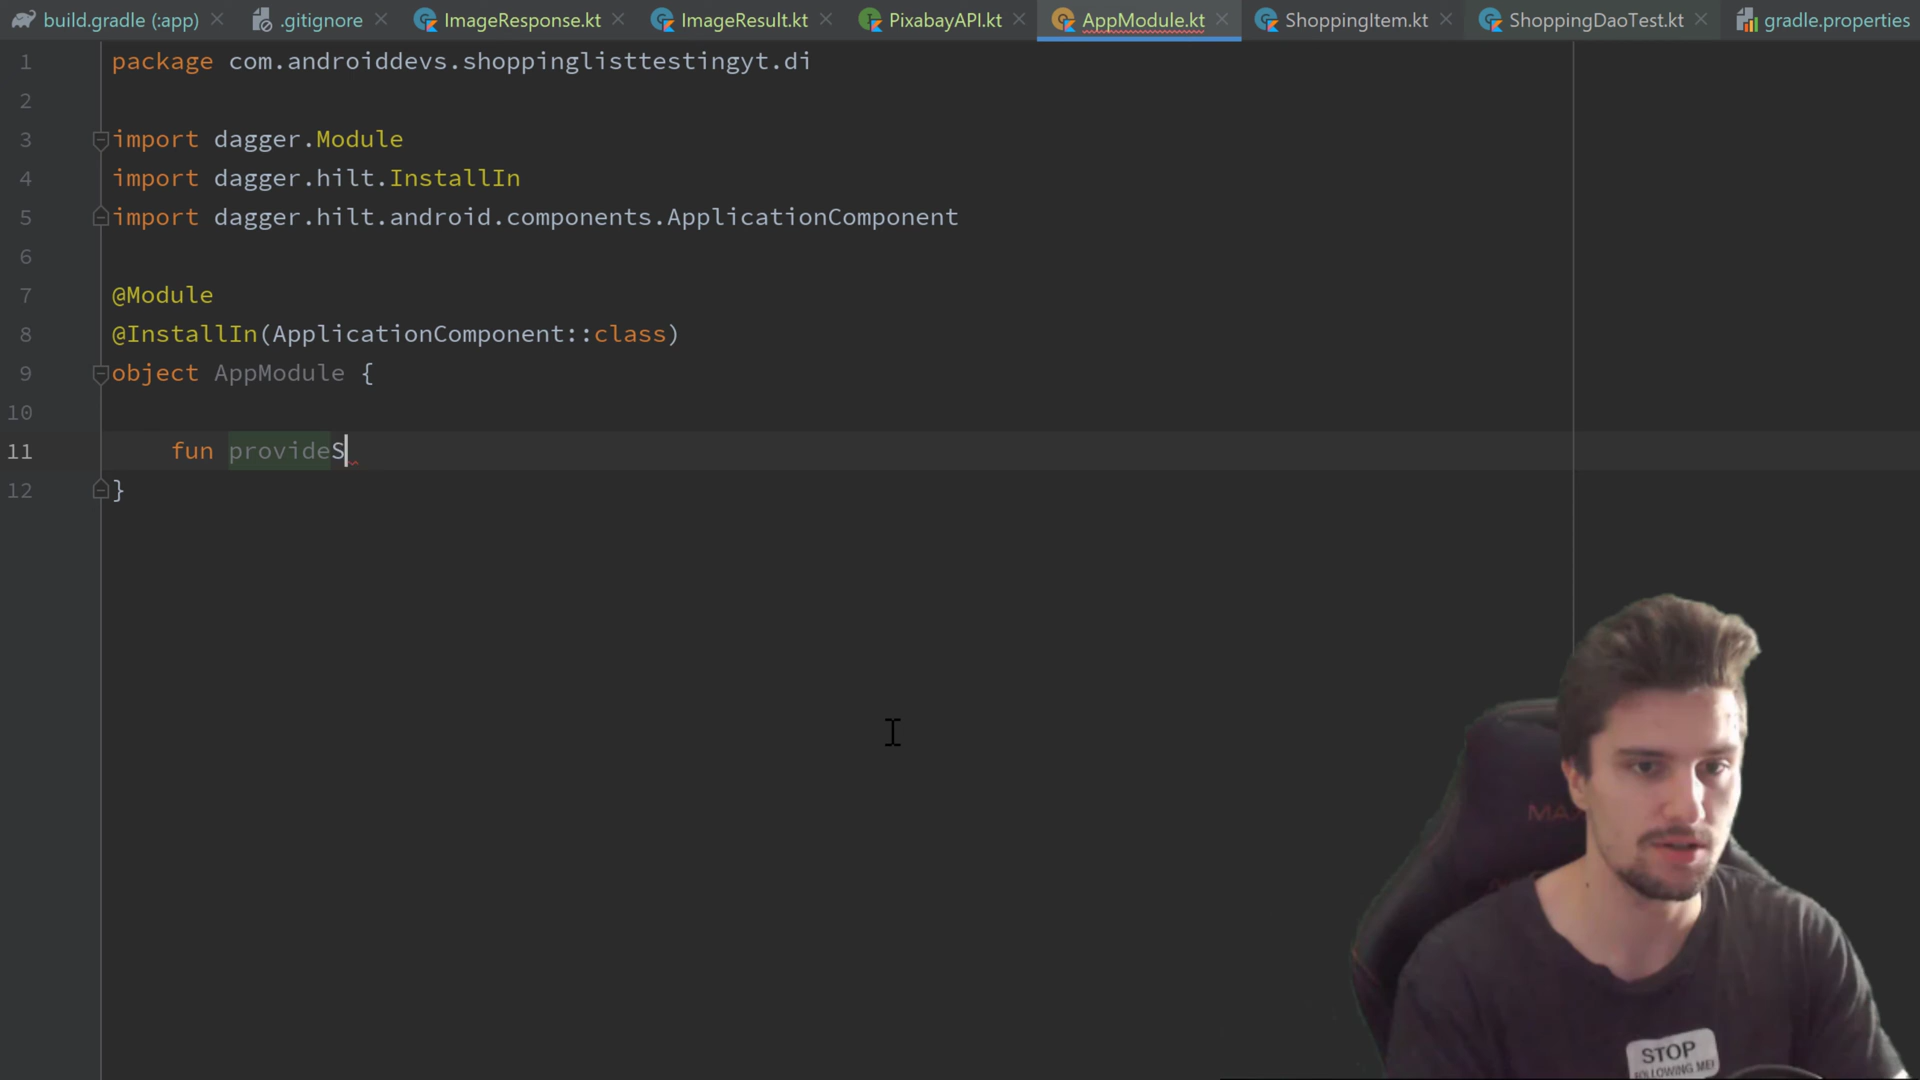 build.gradle (:app) .gitignore ImageResponse.kt ImageResult.kt PixabayAPI.kt AppModule.kt ShoppingItem.kt ShoppingDaoTest.kt gradle.properties
1 package com.androiddevs.shoppinglisttestingyt.di
2
3 import dagger.Module
4 import dagger.hilt.InstallIn
5 import dagger.hilt.android.components.ApplicationComponent
6
7 @Module
8 @InstallIn(ApplicationComponent::class)
9 object AppModule {
10
11 fun provideS
12 }
MAX
STOP
FOLLOWING ME!